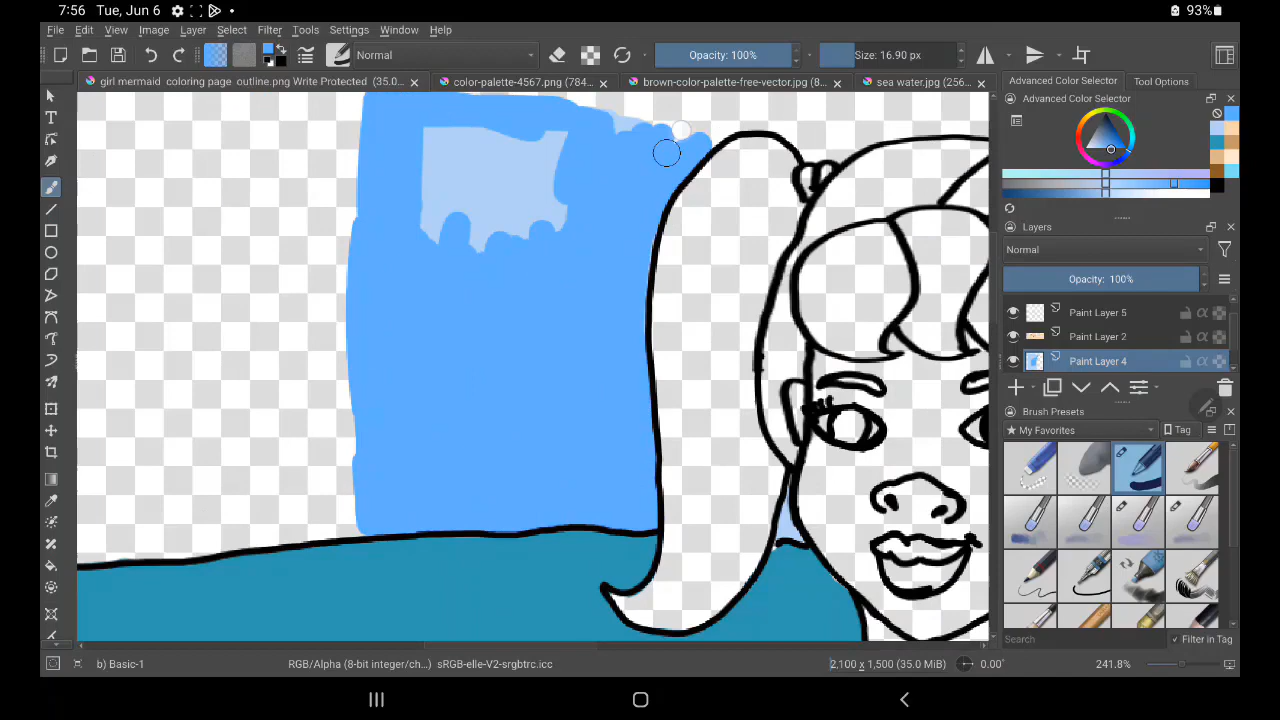 7:56 Tue, Jun 6 93%
File Edit View Image Layer Select Filter Settings Window Help
Normal Opacity: 100% Size: 16.90 px
girl mermaid coloring page outline.png Write Protected (35.0... color-palette-4567.png (784... brown-color-palette-free-vector.jpg (8... sea water.jpg (256... Advanced Color Selector Tool Options
Advanced Color Selector
Layers
Normal
Opacity: 100%
Paint Layer 5
Paint Layer 2
Paint Layer 4
Brush Presets
My Favorites Tag
Search Filter in Tag
b) Basic-1 RGB/Alpha (8-bit integer/ch...) sRGB-elle-V2-srgbtrc.icc 2,100 x 1,500 (35.0 MiB) 0.00° 241.8%